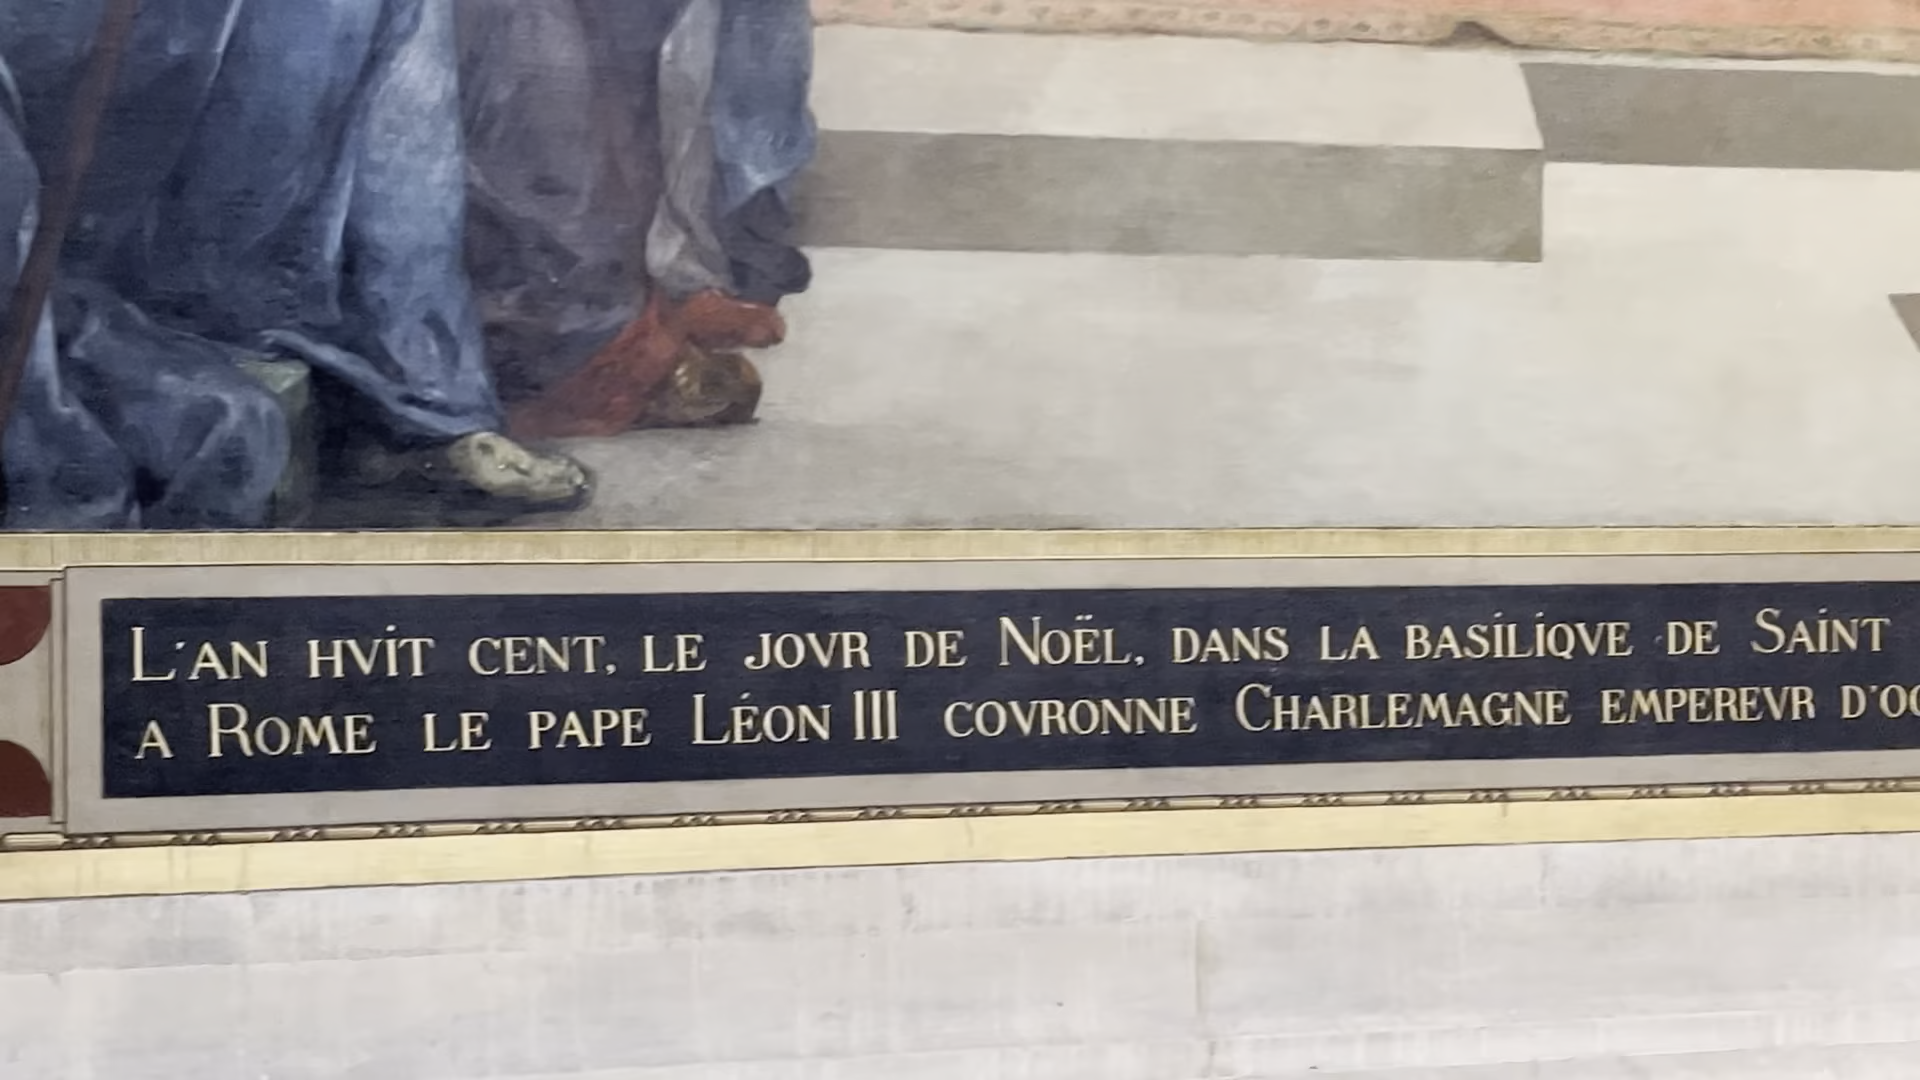 L'AN HVIT CENT, LE JOVR DE NOËL, DANS LA BASILIQVE DE SAINT
A ROME LE PAPE LÉON III COVRONNE CHARLEMAGNE EMPEREVR